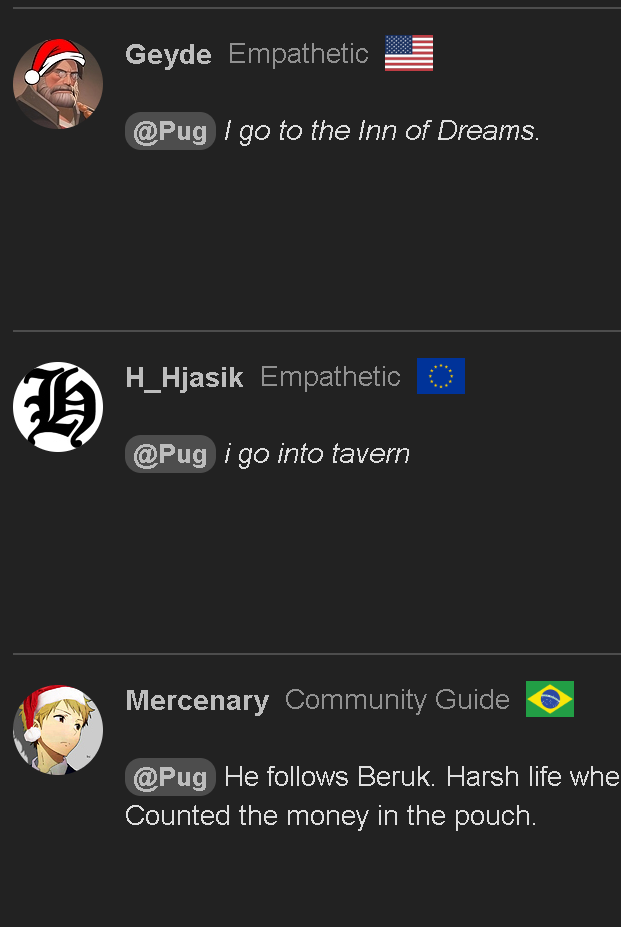 Geyde Empathetic
@Pug I go to the Inn of Dreams.
H
H_Hjasik Empathetic
@Pug i go into tavern
Mercenary Community Guide
@Pug He follows Beruk. Harsh life whe
Counted the money in the pouch.